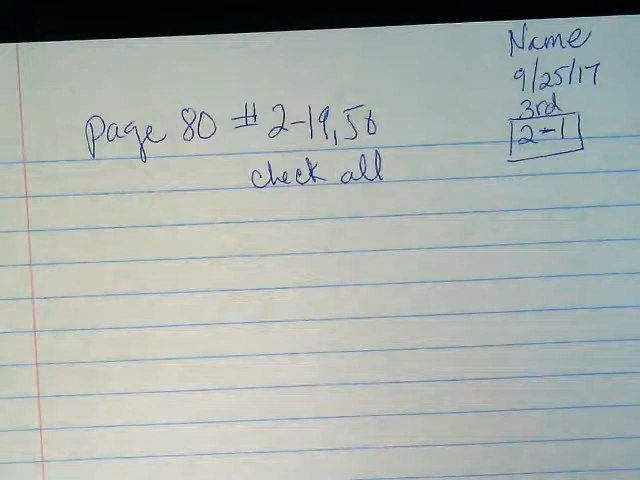 Name
9/25/17
3rd
2-1
Page 80 # 2-19, 56
check all